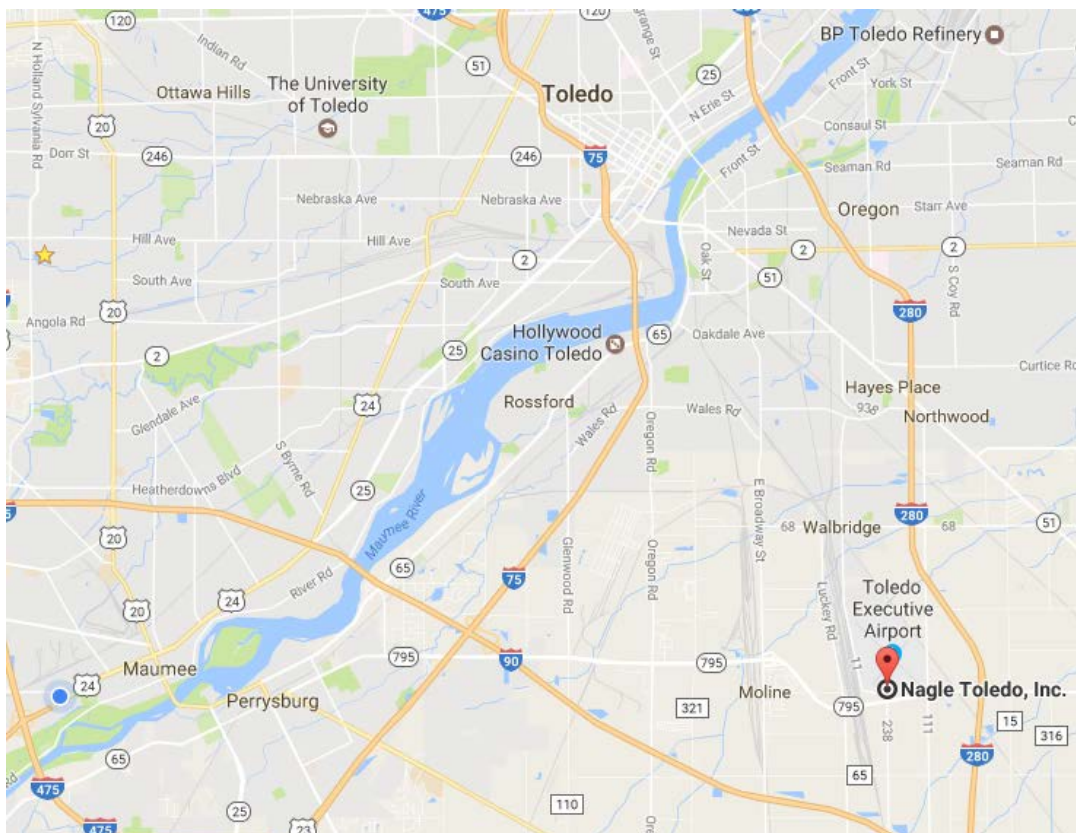 120
475
120
grange St
BP Toledo Refinery
N Holland Sylvania Rd
Indian Rd
51
The University
of Toledo
Ottawa Hills
Toledo
25
N Erie St
Front St
York St
20
Dorr St
246
246
75
Front St
Consaul St
Seaman Rd
Seaman Rd
Nebraska Ave
Nebraska Ave
Oregon
Starr Ave
Hill Ave
Hill Ave
Nevada St
2
2
2
51
Oak St
S Coy Rd
South Ave
South Ave
20
Angola Rd
280
Hollywood
Casino Toledo
65
Oakdale Ave
25
2
Curtice Rd
Hayes Place
Glendale Ave
24
Rossford
Wales Rd
Wales Rd
Oregon Rd
936
Northwood
S Byrne Rd
Heatherdowns Blvd
25
Maumee River
E Broadway St
280
68
Walbridge
68
51
20
65
Glenwood Rd
Oregon Rd
75
River Rd
24
20
Luckey Rd
Toledo
Executive
Airport
795
90
795
11
Maumee
24
Perrysburg
Moline
Nagle Toledo, Inc.
321
795
238
111
15
316
65
280
65
475
25
110
475
23